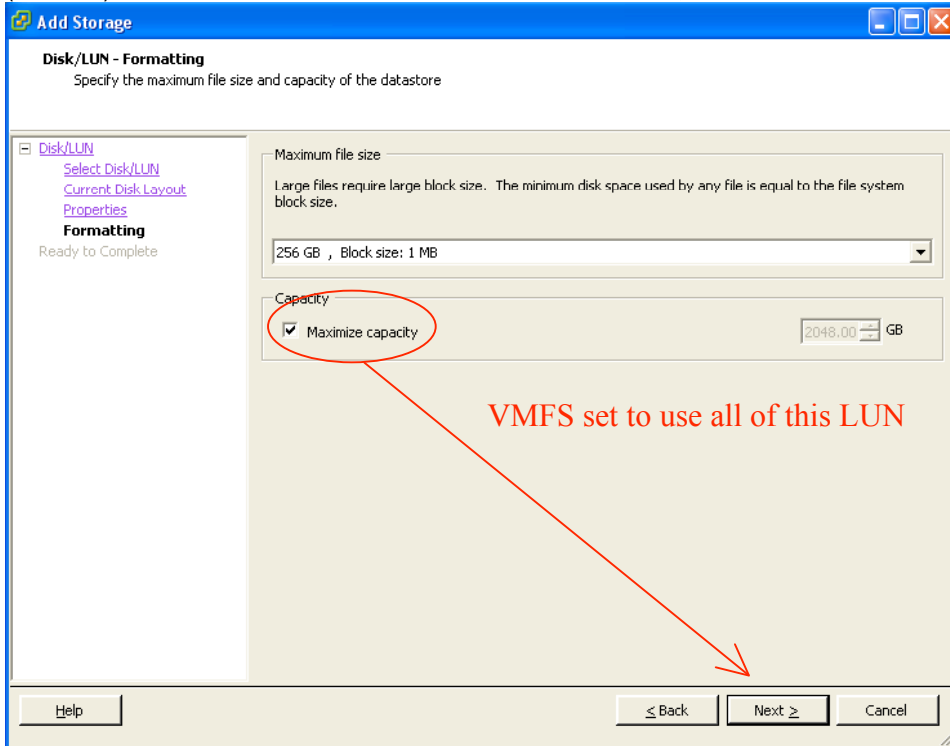 Add Storage
Disk/LUN - Formatting
Specify the maximum file size and capacity of the datastore
Disk/LUN
Select Disk/LUN
Current Disk Layout
Properties
Formatting
Ready to Complete
Maximum file size
Large files require large block size. The minimum disk space used by any file is equal to the file system
block size.
256 GB , Block size: 1 MB
Capacity
Maximize capacity
2048.00 GB
VMFS set to use all of this LUN
Help
< Back
Next >
Cancel